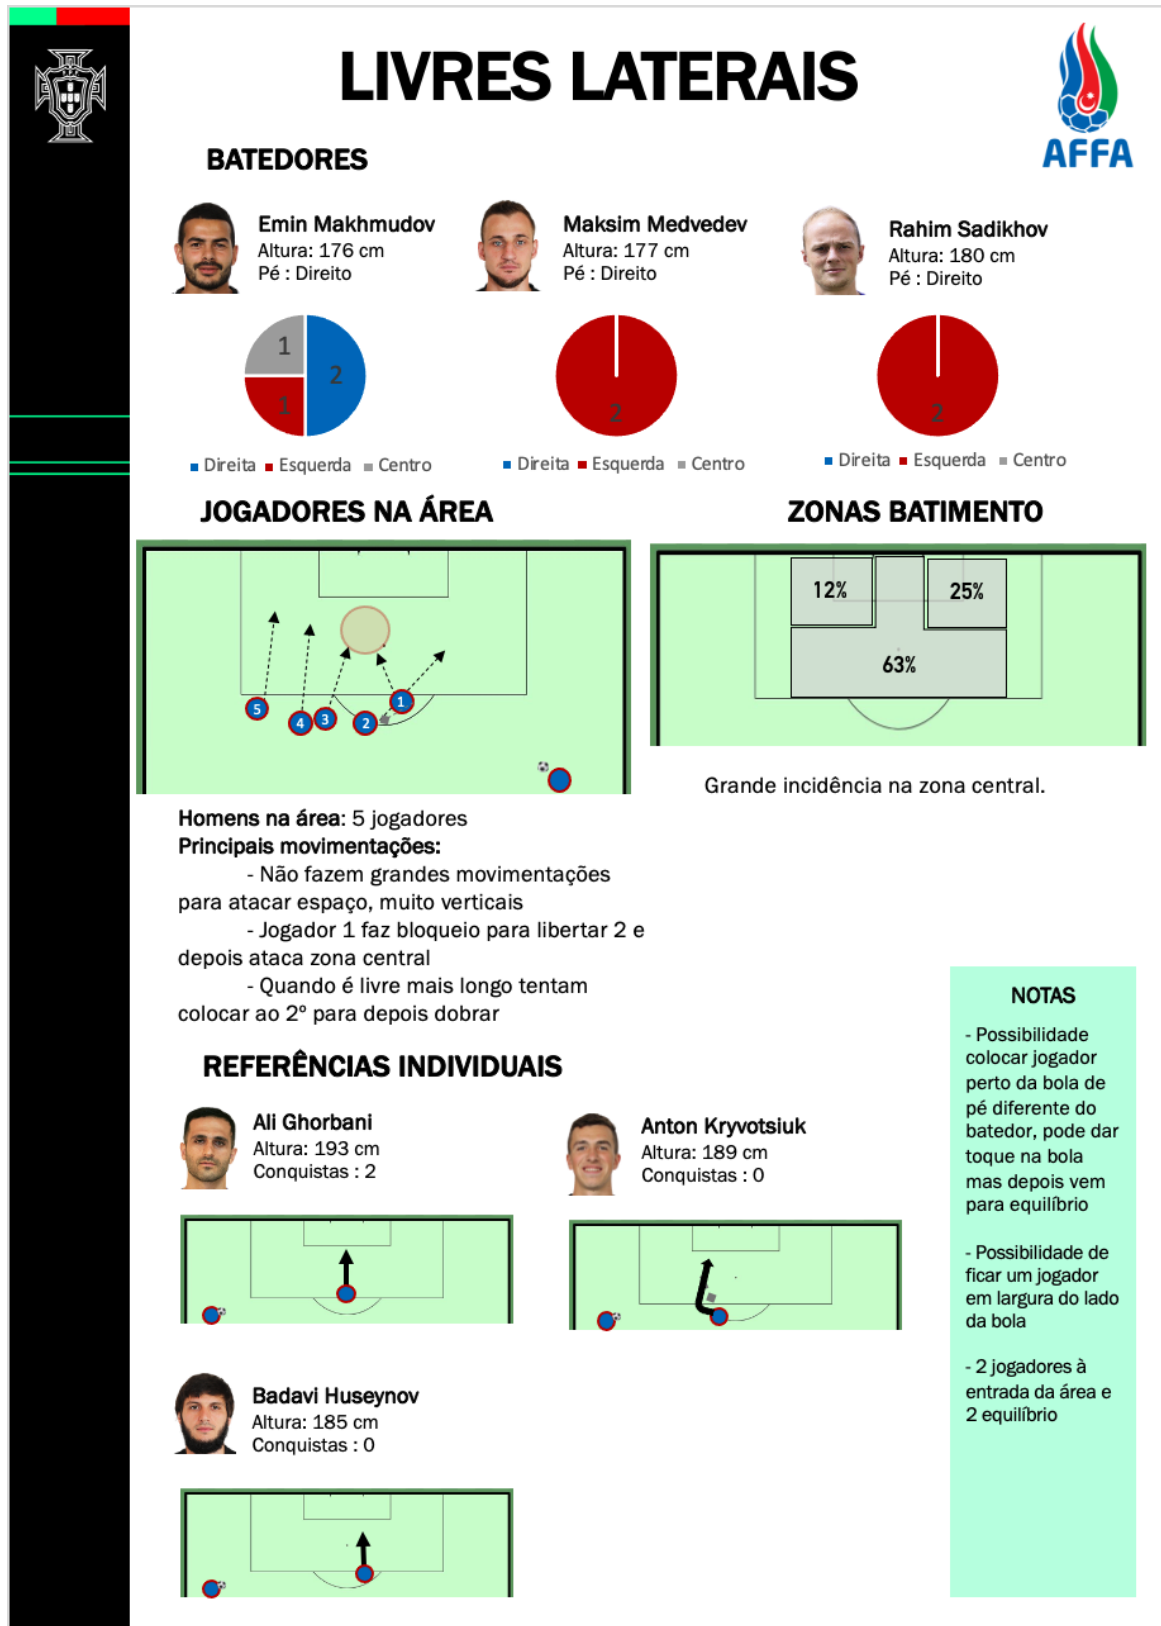 LIVRES LATERAIS
AFFA
BATEDORES
Emin Makhmudov
Altura: 176 cm
Pé : Direito
Maksim Medvedev
Altura: 177 cm
Pé : Direito
Rahim Sadikhov
Altura: 180 cm
Pé : Direito
1
2
1
2
2
Direita Esquerda Centro
Direita Esquerda Centro
Direita Esquerda Centro
JOGADORES NA ÁREA
ZONAS BATIMENTO
5
4
3
2
1
12%
25%
63%
Grande incidência na zona central.
Homens na área: 5 jogadores
Principais movimentações:
- Não fazem grandes movimentações
para atacar espaço, muito verticais
- Jogador 1 faz bloqueio para libertar 2 e
depois ataca zona central
- Quando é livre mais longo tentam
colocar ao 2º para depois dobrar
NOTAS
- Possibilidade
colocar jogador
perto da bola de
pé diferente do
batedor, pode dar
toque na bola
mas depois vem
para equilíbrio
- Possibilidade de
ficar um jogador
em largura do lado
da bola
- 2 jogadores à
entrada da área e
2 equilíbrio
REFERÊNCIAS INDIVIDUAIS
Ali Ghorbani
Altura: 193 cm
Conquistas : 2
Anton Kryvotsiuk
Altura: 189 cm
Conquistas : 0
Badavi Huseynov
Altura: 185 cm
Conquistas : 0